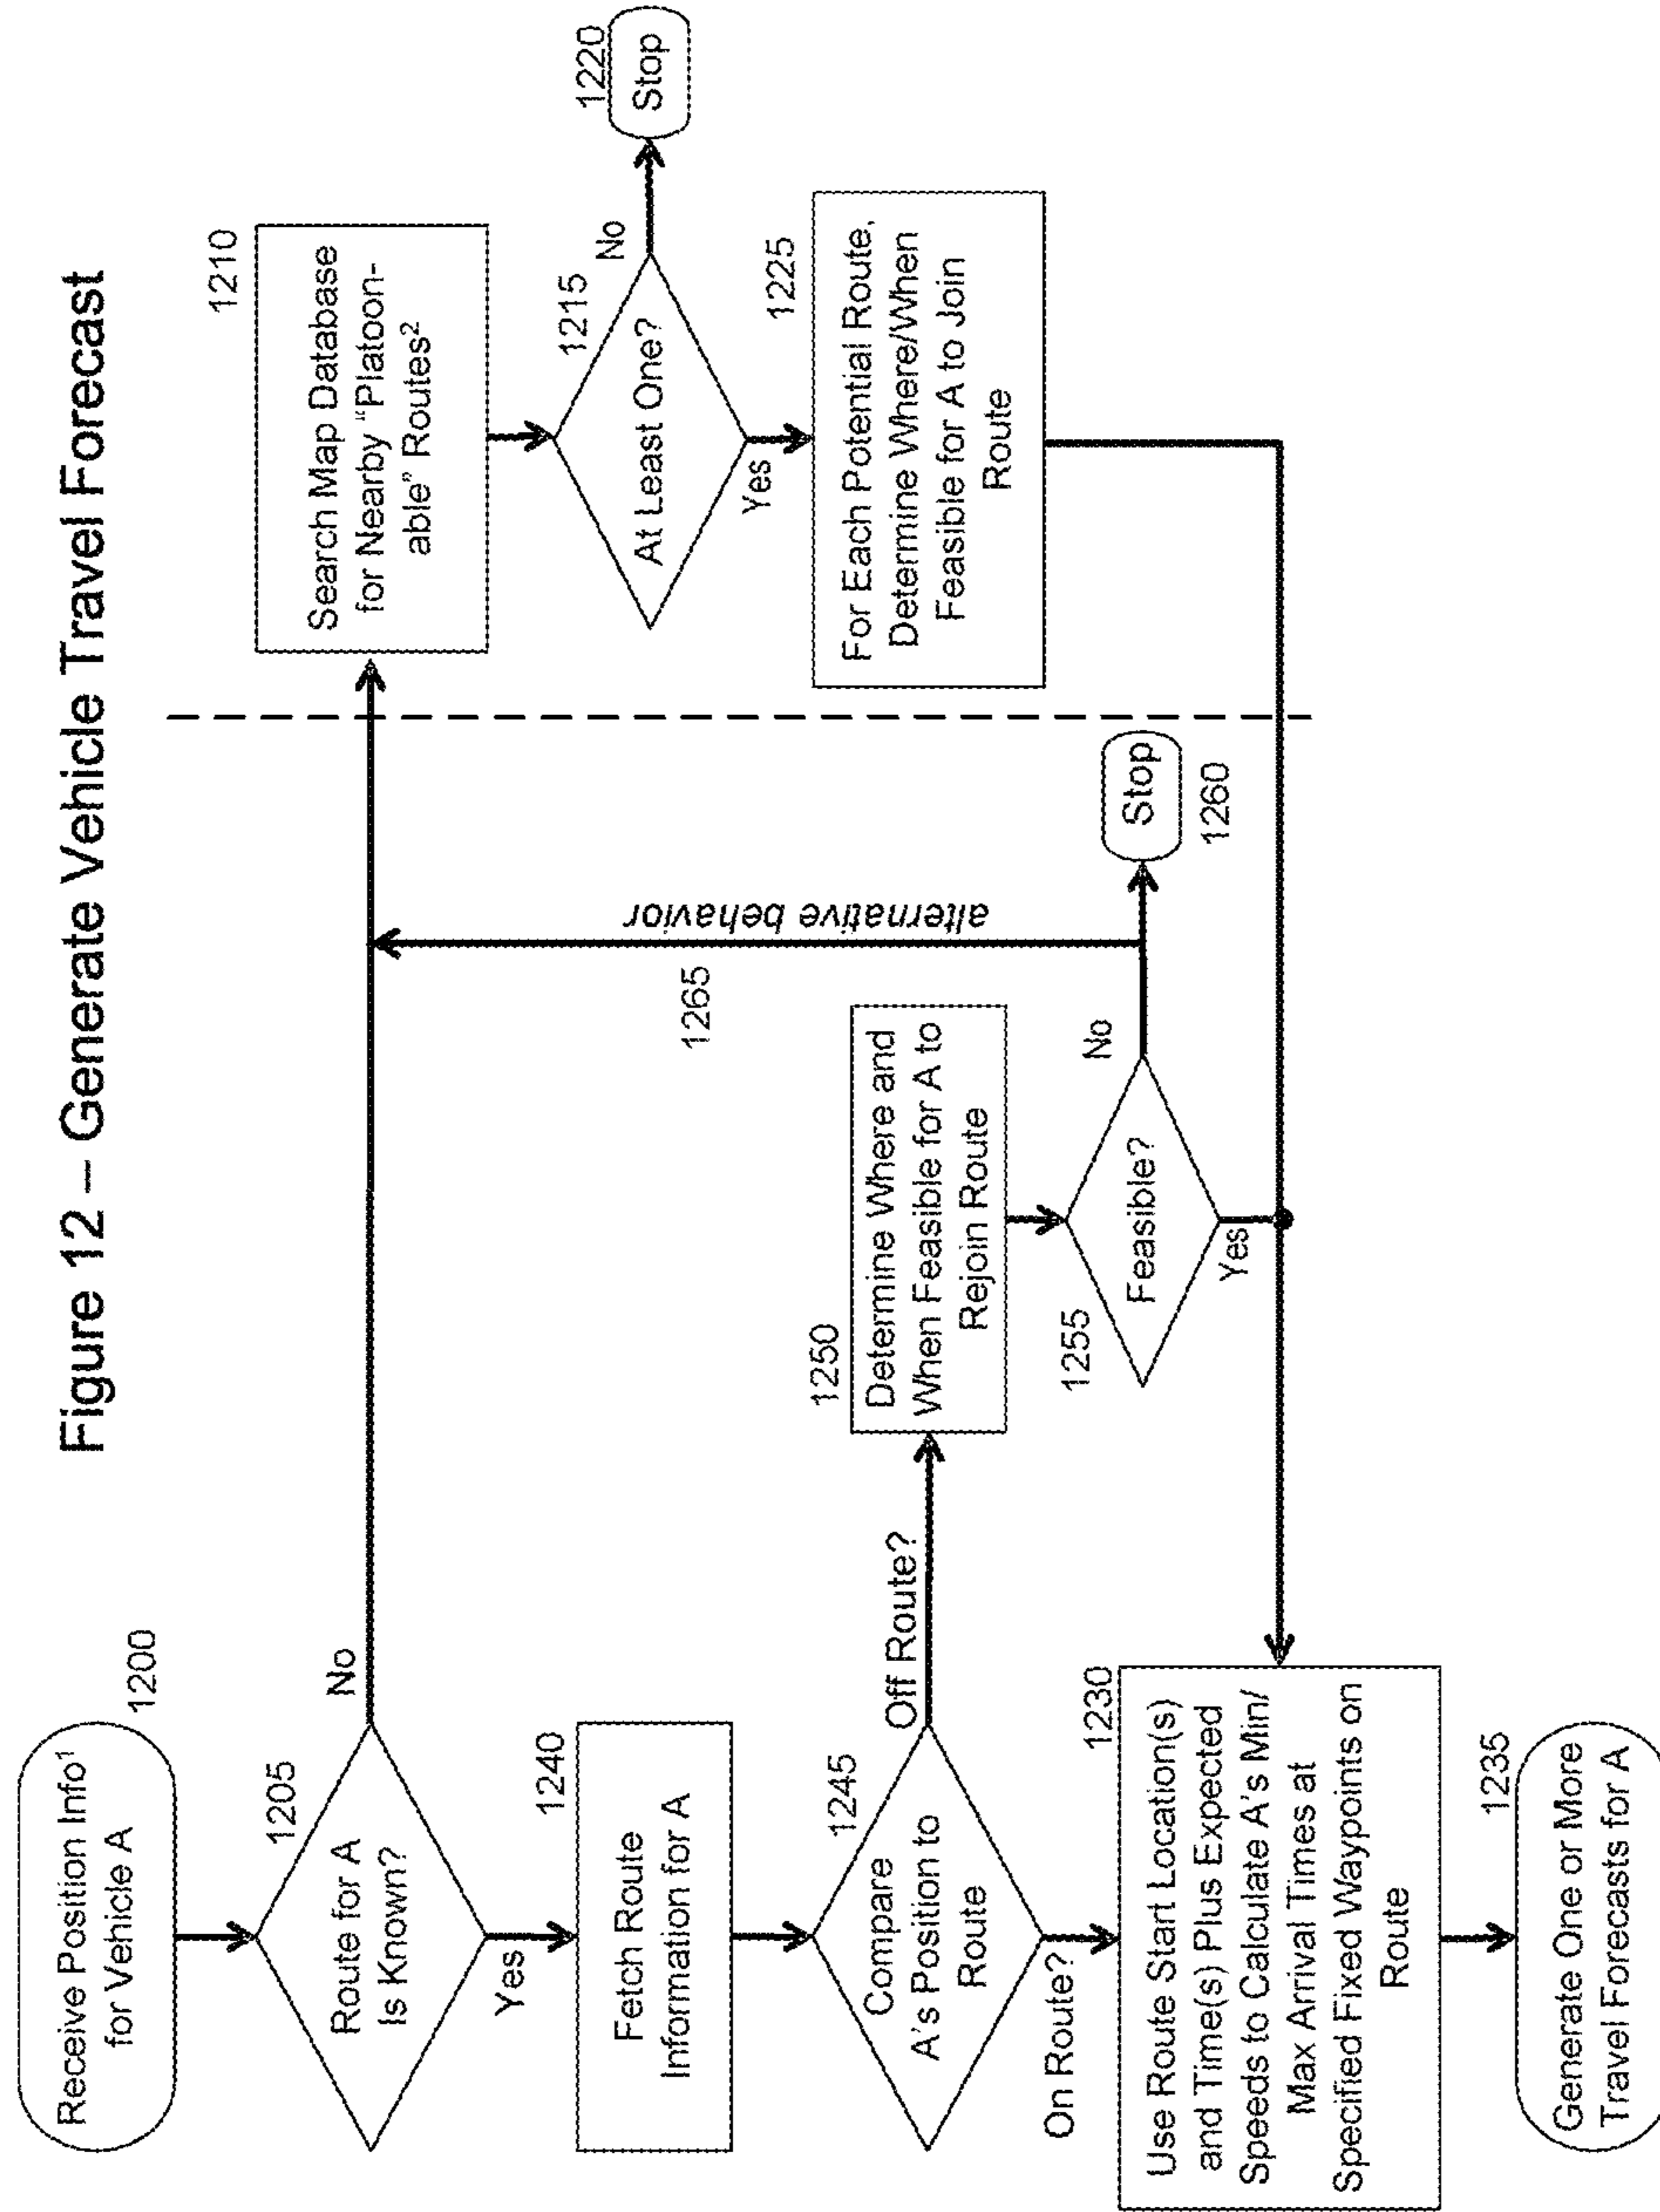 Figure 12 – Generate Vehicle Travel Forecast
Receive Position Info¹
for Vehicle A
1200
1205
Route for A
Is Known?
No
Yes
1210
Search Map Database
for Nearby "Platoon-
able" Routes²
1215
At Least One?
No
1220
Stop
Yes
1225
For Each Potential Route,
Determine Where/When
Feasible for A to Join
Route
1240
Fetch Route
Information for A
1245
Compare
A's Position to
Route
Off Route?
On Route?
1250
Determine Where and
When Feasible for A to
Rejoin Route
1255
Feasible?
No
Yes
Stop
1260
1265
alternative behavior
1230
Use Route Start Location(s)
and Time(s) Plus Expected
Speeds to Calculate A's Min/
Max Arrival Times at
Specified Fixed Waypoints on
Route
1235
Generate One or More
Travel Forecasts for A